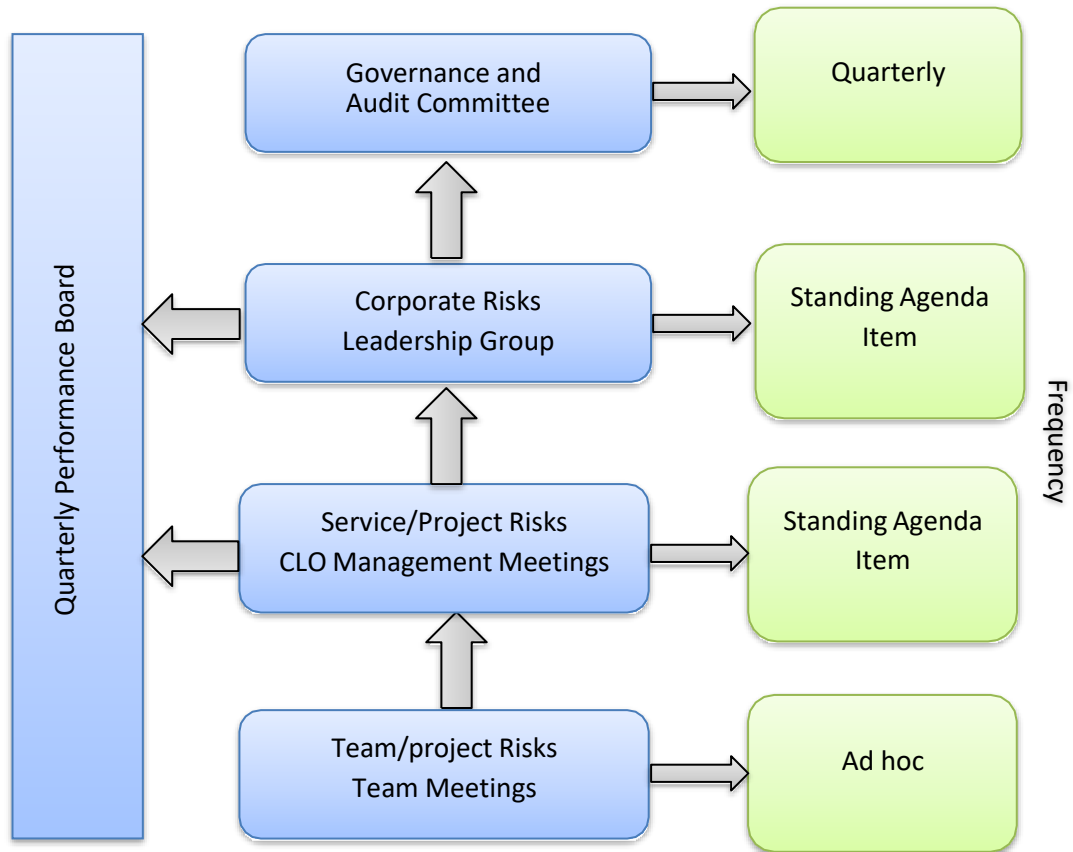 Quarterly Performance Board
Governance and
Audit Committee
Quarterly
Corporate Risks
Leadership Group
Standing Agenda
Item
Service/Project Risks
CLO Management Meetings
Standing Agenda
Item
Team/project Risks
Team Meetings
Ad hoc
Frequency